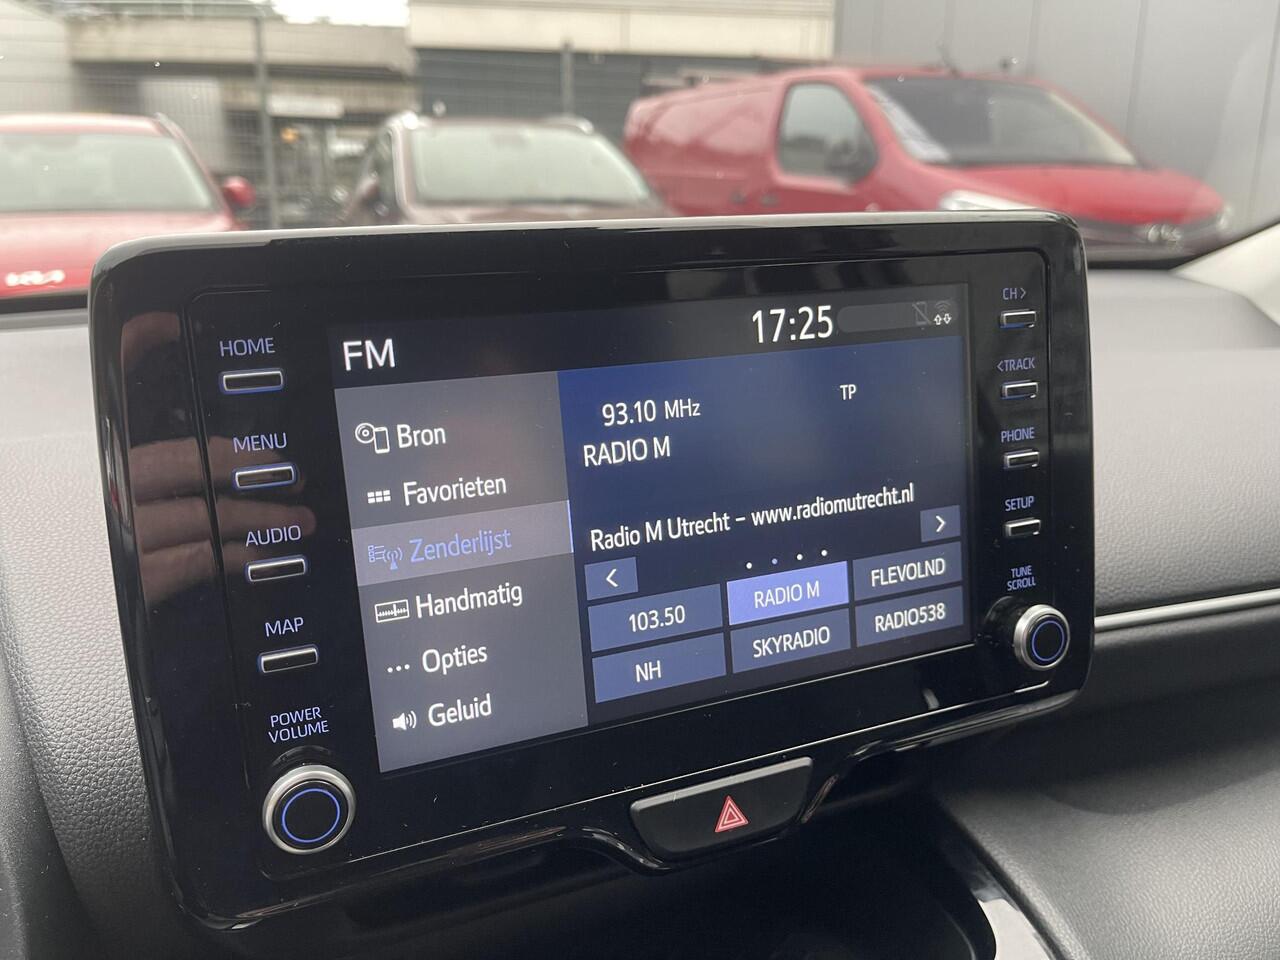 KIA
HOME
MENU
AUDIO
MAP
POWER
VOLUME
FM
17:25
Bron
Favorieten
Zenderlijst
Handmatig
Opties
Geluid
93.10 MHz
TP
RADIO M
Radio M Utrecht - www.radiomutrecht.nl
<
>
103.50
RADIO M
FLEVOLND
NH
SKYRADIO
RADIO538
CH>
<TRACK
PHONE
SETUP
TUNE
SCROLL